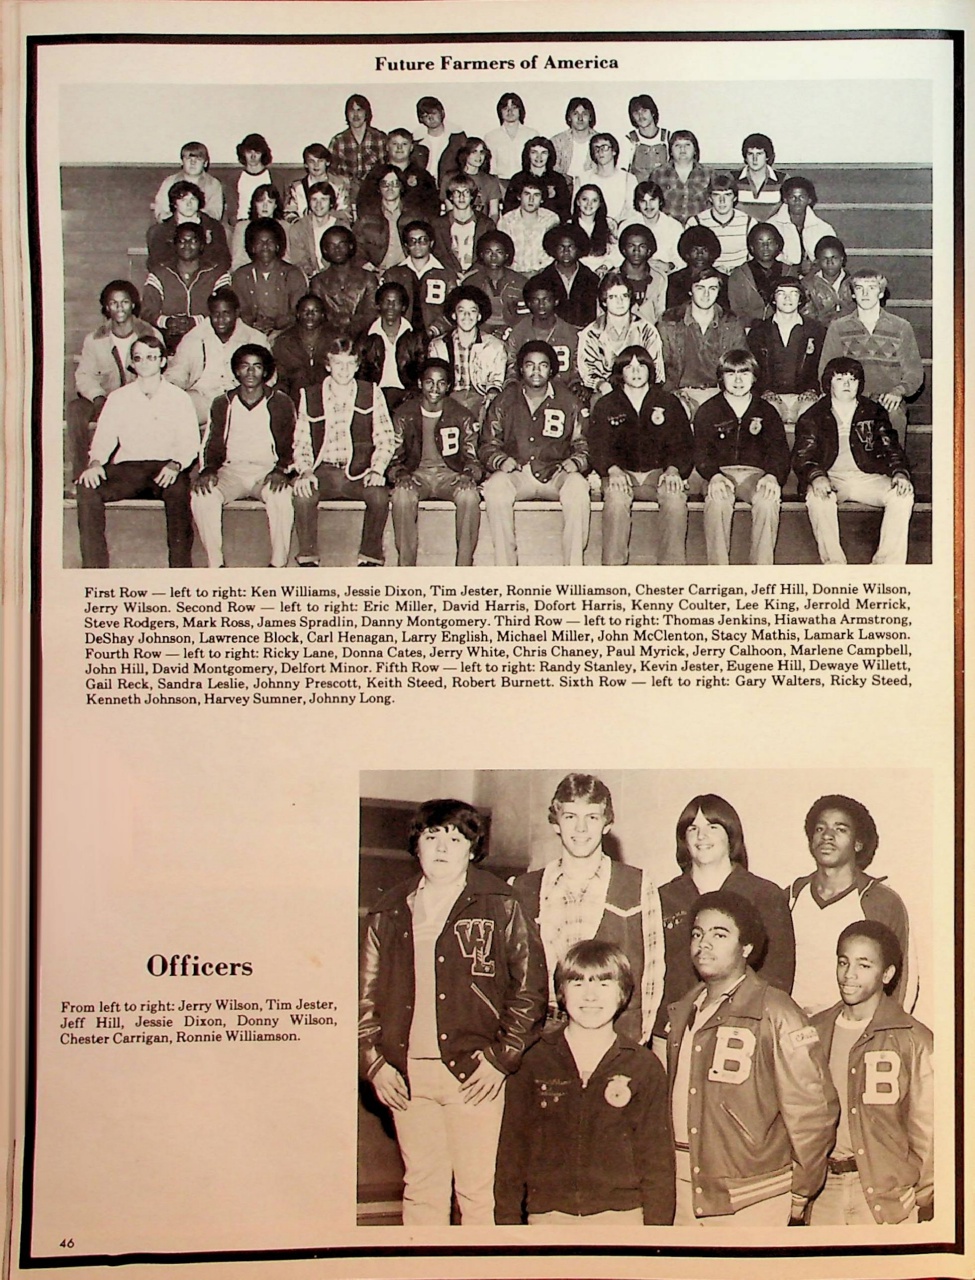 Future Farmers of America
B
B
B
B
WL
First Row — left to right: Ken Williams, Jessie Dixon, Tim Jester, Ronnie Williamson, Chester Carrigan, Jeff Hill, Donnie Wilson,
Jerry Wilson. Second Row — left to right: Eric Miller, David Harris, Dofort Harris, Kenny Coulter, Lee King, Jerrold Merrick,
Steve Rodgers, Mark Ross, James Spradlin, Danny Montgomery. Third Row — left to right: Thomas Jenkins, Hiawatha Armstrong,
DeShay Johnson, Lawrence Block, Carl Henagan, Larry English, Michael Miller, John McClenton, Stacy Mathis, Lamark Lawson.
Fourth Row — left to right: Ricky Lane, Donna Cates, Jerry White, Chris Chaney, Paul Myrick, Jerry Calhoon, Marlene Campbell,
John Hill, David Montgomery, Delfort Minor. Fifth Row — left to right: Randy Stanley, Kevin Jester, Eugene Hill, Dewaye Willett,
Gail Reck, Sandra Leslie, Johnny Prescott, Keith Steed, Robert Burnett. Sixth Row — left to right: Gary Walters, Ricky Steed,
Kenneth Johnson, Harvey Sumner, Johnny Long.
WL
B
B
Officers
From left to right: Jerry Wilson, Tim Jester,
Jeff Hill, Jessie Dixon, Donny Wilson,
Chester Carrigan, Ronnie Williamson.
46